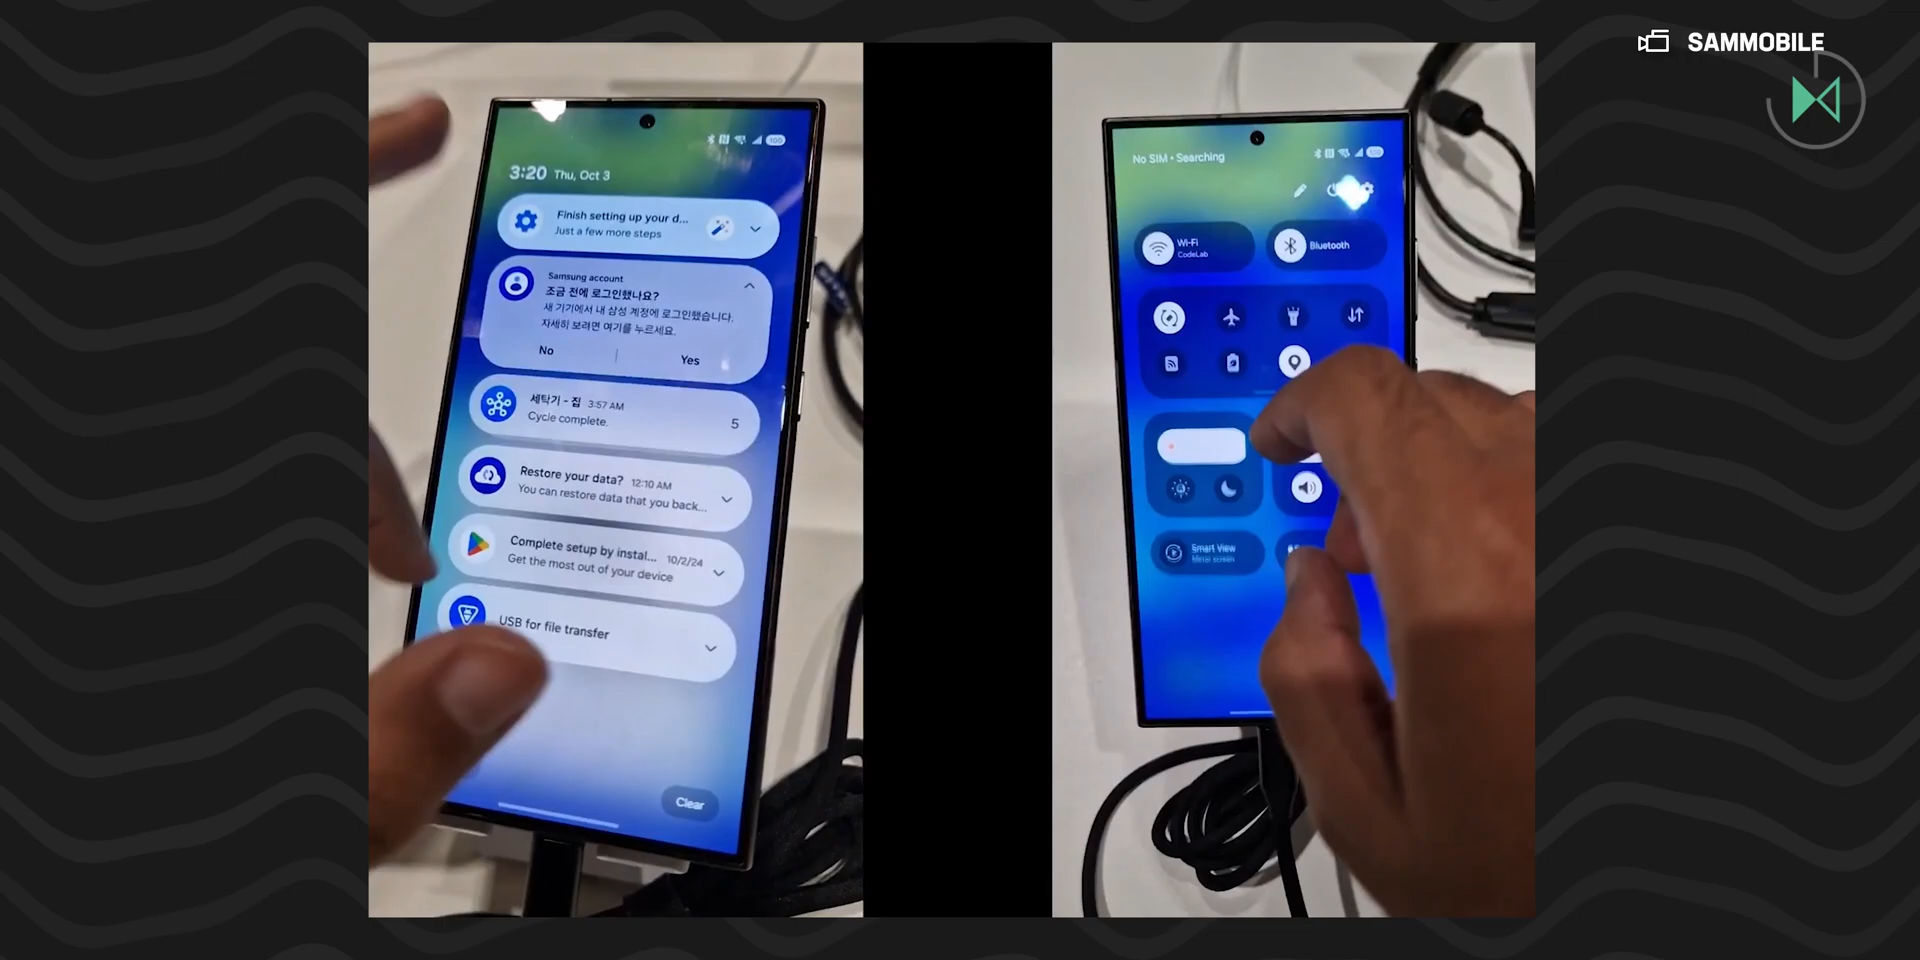 SAMMOBILE
3:20 Thu, Oct 3
Finish setting up your d...
Just a few more steps
Samsung account
조금 전에 로그인했나요?
새 기기에서 내 삼성 계정에 로그인했습니다.
자세히 보려면 여기를 누르세요.
No
Yes
세탁기 - 집 3:57 AM
Cycle complete.
5
Restore your data? 12:10 AM
You can restore data that you back...
Complete setup by instal... 10/2/24
Get the most out of your device
USB for file transfer
Clear
100
No SIM • Searching
Wi-Fi
CodeLab
Bluetooth
Smart View
Mirror screen